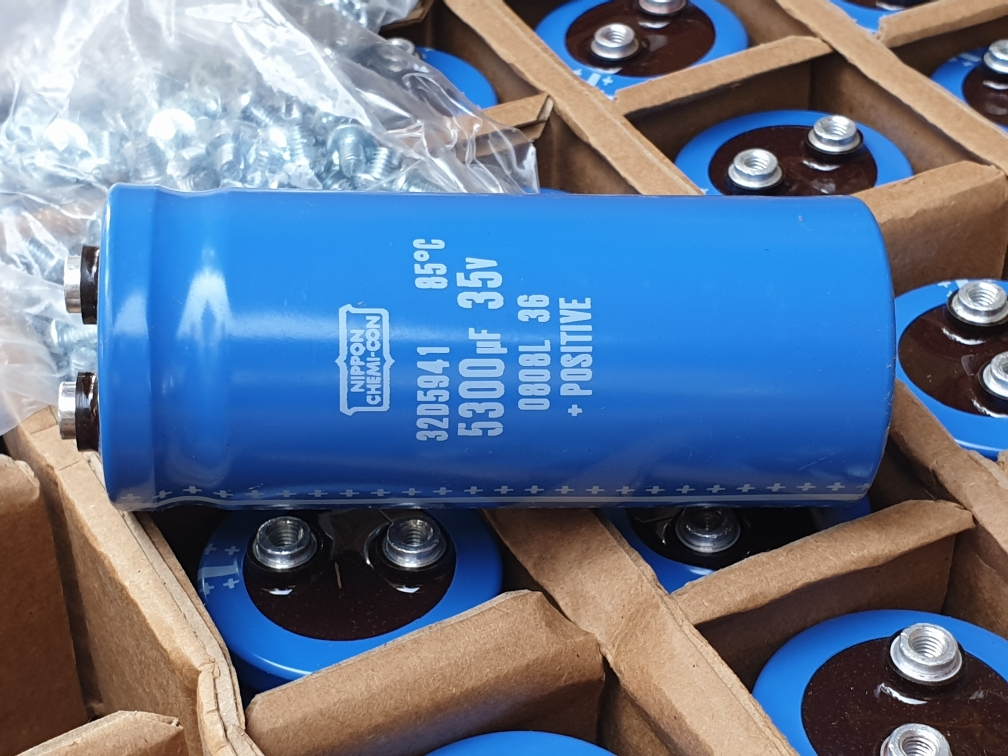 NIPPON
CHEMI-CON
32D5941 85°C
5300µF 35V
0808L 36
+ POSITIVE